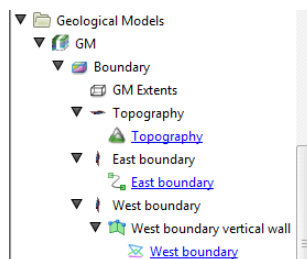 Geological Models
GM
Boundary
GM Extents
Topography
Topography
East boundary
East boundary
West boundary
West boundary vertical wall
West boundary